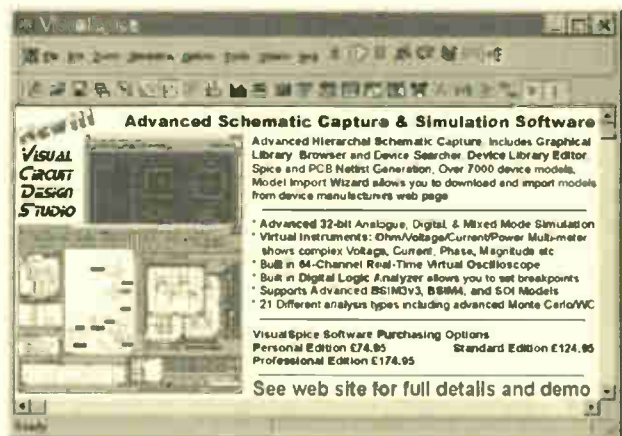 VisualSpice
Advanced Schematic Capture & Simulation Software
VISUAL
CIRCUIT
DESIGN
STUDIO
Advanced Hierarchal Schematic Capture. Includes Graphical
Library Browser and Device Searcher. Device Library Editor.
Spice and PCB Netlist Generation, Over 7000 device models,
Model Import Wizard allows you to download and import models
from device manufacturers web page
* Advanced 32-bit Analogue, Digital, & Mixed Mode Simulation
* Virtual Instruments: Ohm/Voltage/Current/Power Multi-meter
shows complex Voltage, Current, Phase, Magnitude etc
* Built in 64-Channel Real-Time Virtual Oscilloscope
* Built in Digital Logic Analyzer allows you to set breakpoints
* Supports Advanced BSIM3v3, BSIM4, and SOI Models
* 21 Different analysis types including advanced Monte Carlo/WC
VisualSpice Software Purchasing Options
Personal Edition £74.95 Standard Edition £124.95
Professional Edition £174.95
See web site for full details and demo
Ready